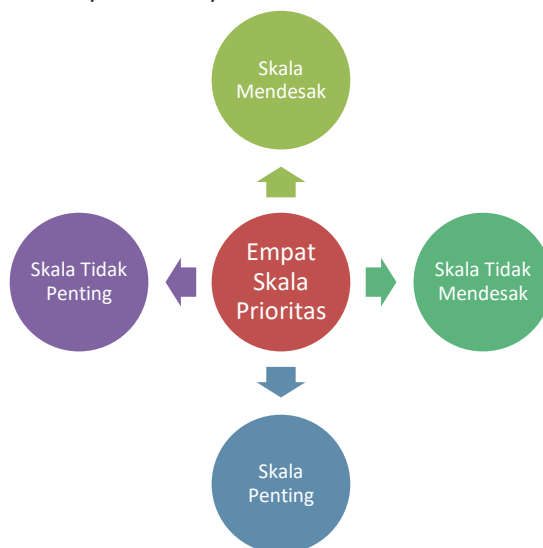 Skala
Mendesak
Skala Tidak
Penting
Empat
Skala
Prioritas
Skala Tidak
Mendesak
Skala
Penting